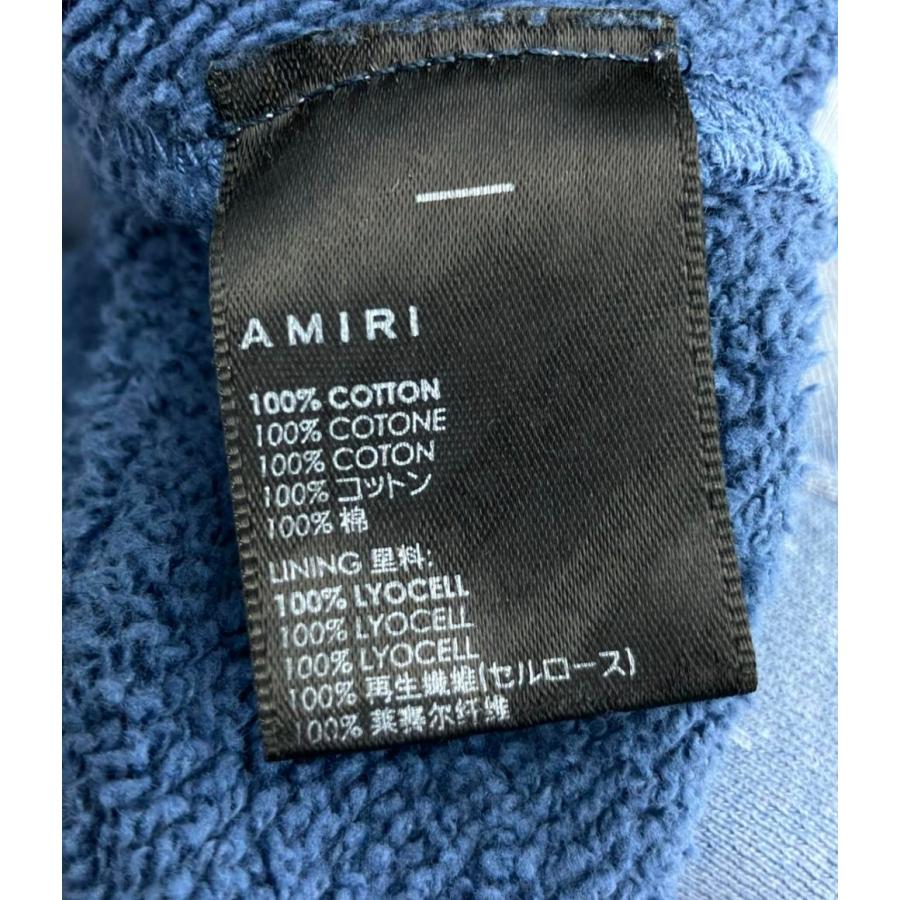 AMIRI
100% COTTON
100% COTONE
100% COTON
100% コットン
100% 棉
LINING 里料:
100% LYOCELL
100% LYOCELL
100% LYOCELL
100% 再生繊維(セルロース)
100% 莱赛尔纤维